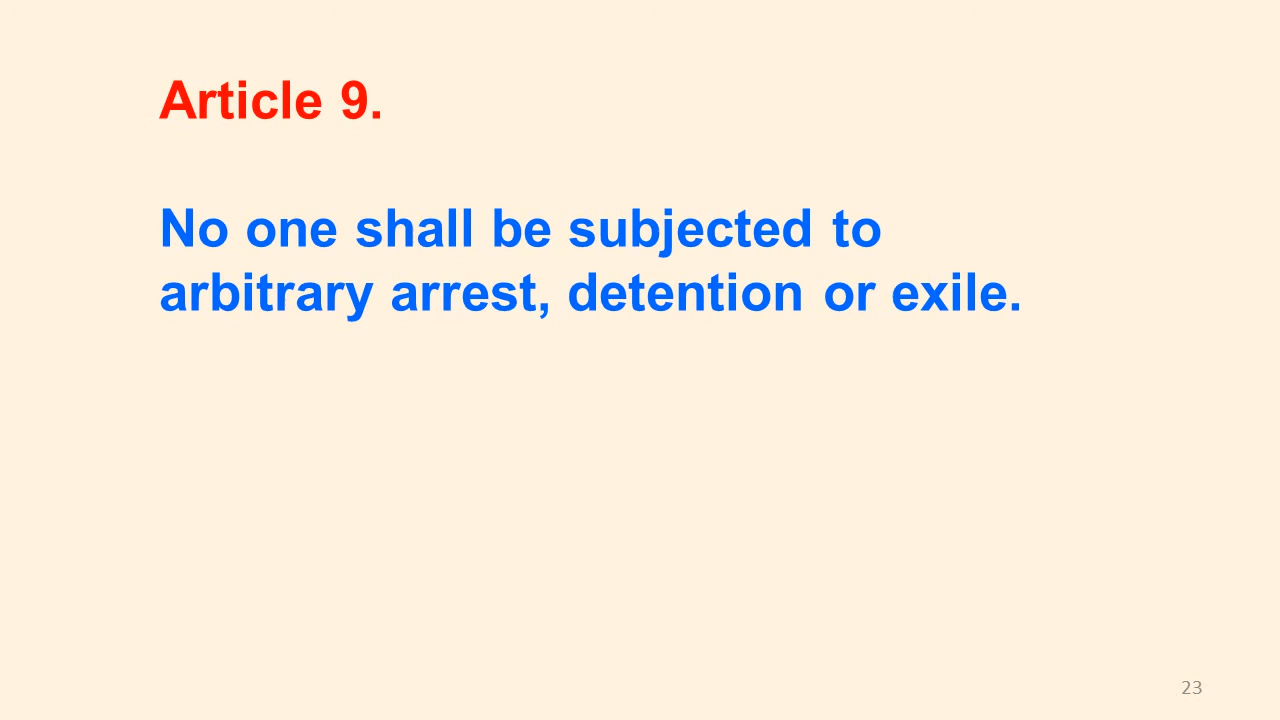 Article 9.
No one shall be subjected to
arbitrary arrest, detention or exile.
23